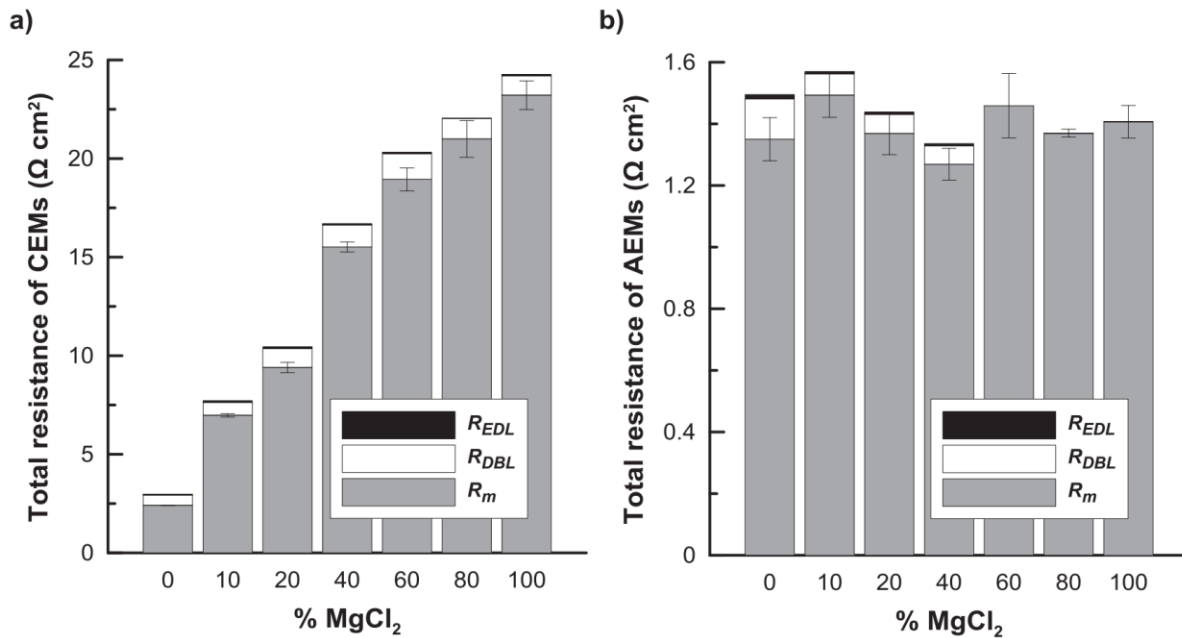 a)
Total resistance of CEMs (Ω cm²)
25
20
15
10
5
0
R_EDL
R_DBL
R_m
0 10 20 40 60 80 100
% MgCl₂
b)
Total resistance of AEMs (Ω cm²)
1.6
1.2
0.8
0.4
0
R_EDL
R_DBL
R_m
0 10 20 40 60 80 100
% MgCl₂